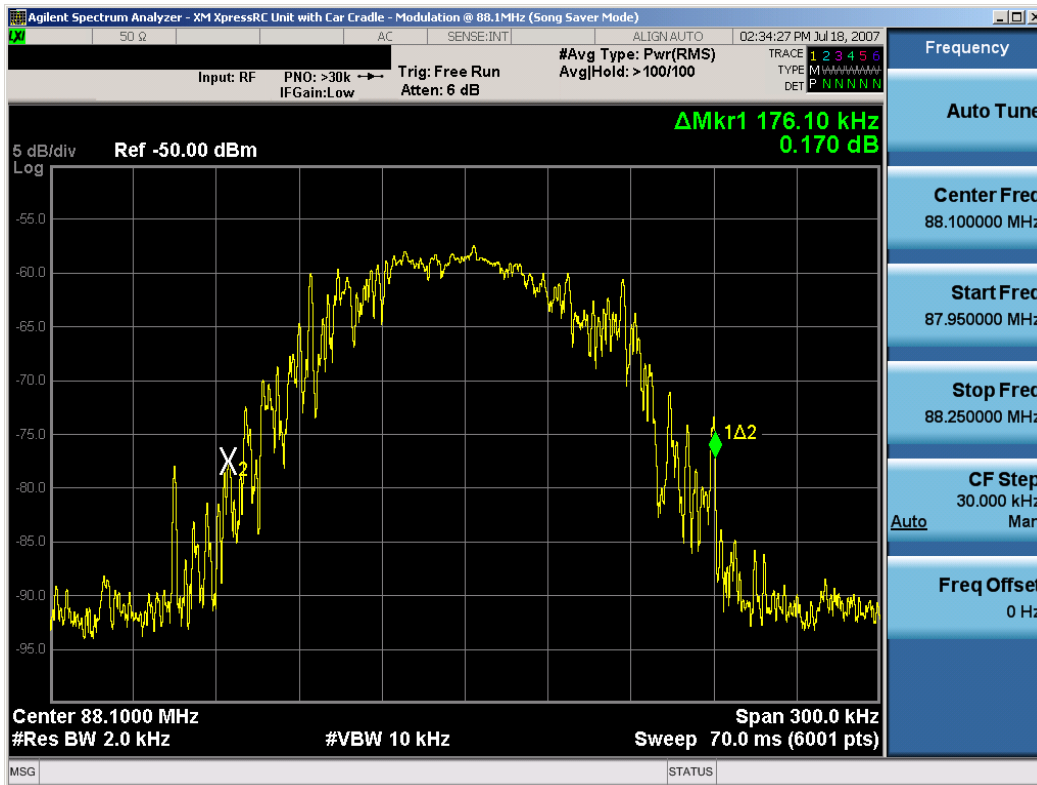 Agilent Spectrum Analyzer - XM XpressRC Unit with Car Cradle - Modulation @ 88.1MHz (Song Saver Mode)
LXI 50 Ω AC SENSE:INT ALIGN AUTO 02:34:27 PM Jul 18, 2007
Input: RF PNO: >30k Trig: Free Run #Avg Type: Pwr(RMS) TRACE 1 2 3 4 5 6
IFGain:Low Atten: 6 dB Avg|Hold: >100/100 TYPE M WWWWW
DET P N N N N N
Frequency
ΔMkr1 176.10 kHz
0.170 dB
5 dB/div Ref -50.00 dBm
Log
-55.0
-60.0
-65.0
-70.0
-75.0
-80.0
-85.0
-90.0
-95.0
X2
1Δ2
Center 88.1000 MHz Span 300.0 kHz
#Res BW 2.0 kHz #VBW 10 kHz Sweep 70.0 ms (6001 pts)
Auto Tune
Center Freq
88.100000 MHz
Start Freq
87.950000 MHz
Stop Freq
88.250000 MHz
CF Step
30.000 kHz
Auto Man
Freq Offset
0 Hz
MSG STATUS